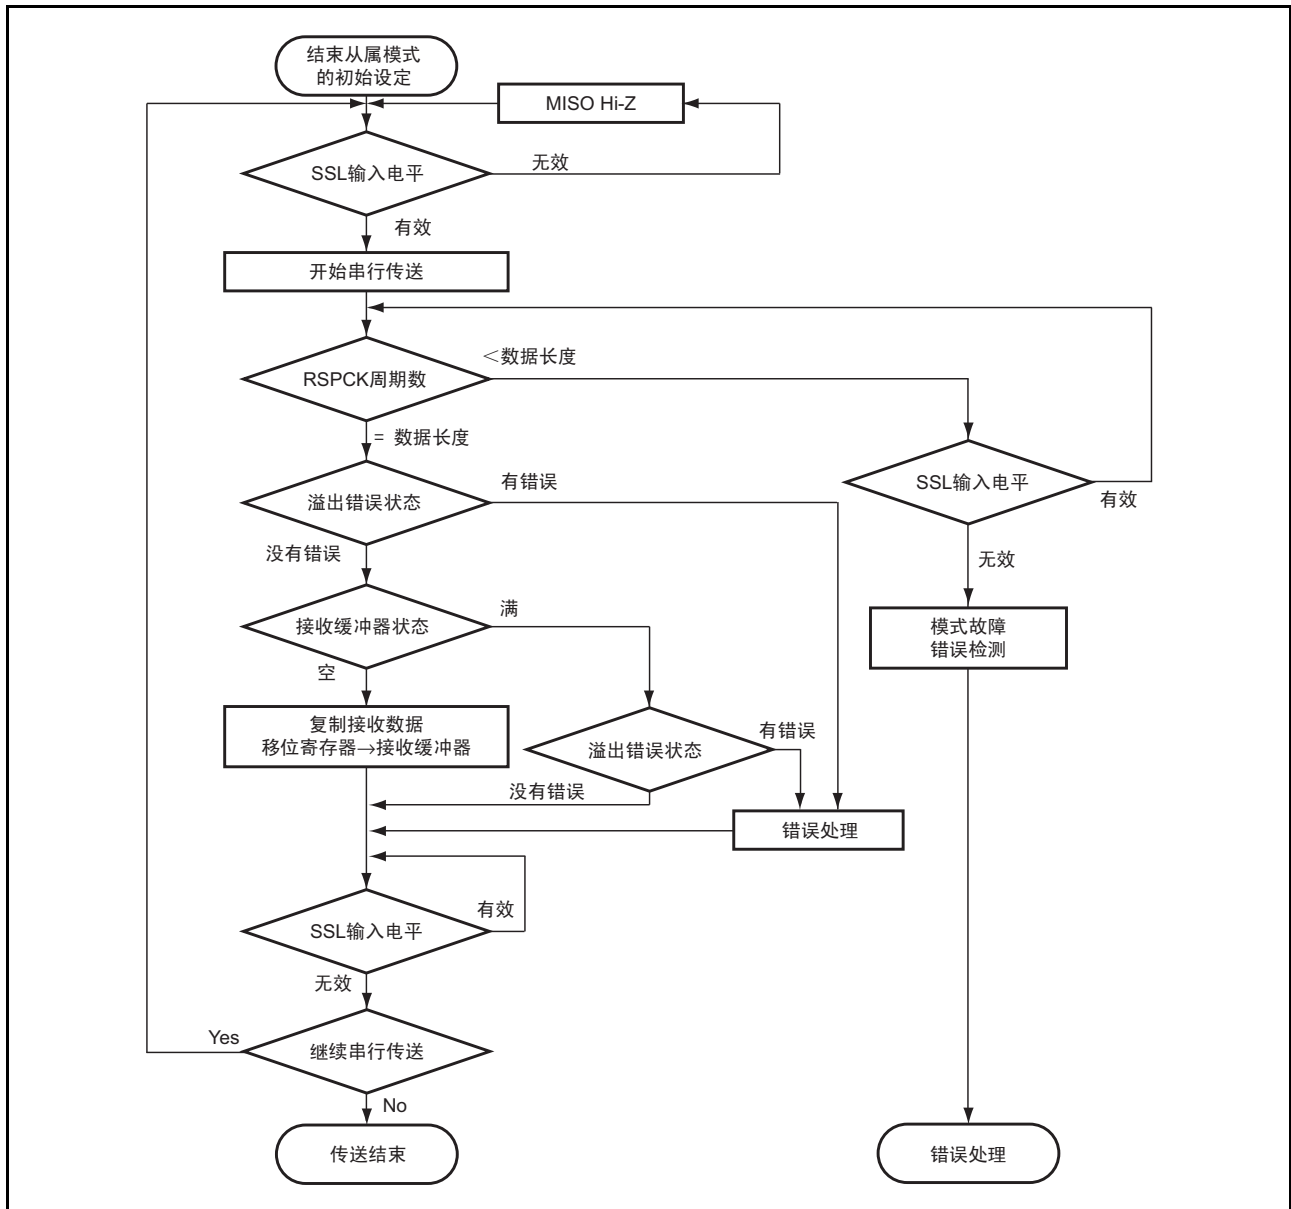 结束从属模式
的初始设定
MISO Hi-Z
SSL输入电平
无效
有效
开始串行传送
<数据长度
RSPCK周期数
= 数据长度
有错误
SSL输入电平
有效
溢出错误状态
没有错误
无效
满
接收缓冲器状态
模式故障
错误检测
空
复制接收数据
移位寄存器→接收缓冲器
有错误
溢出错误状态
没有错误
错误处理
有效
SSL输入电平
无效
Yes
继续串行传送
No
传送结束
错误处理